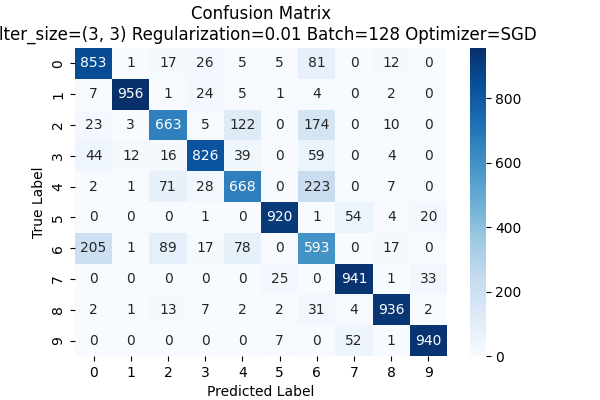 Confusion Matrix
lter_size=(3, 3) Regularization=0.01 Batch=128 Optimizer=SGD
0 853 1 17 26 5 5 81 0 12 0
1 7 956 1 24 5 1 4 0 2 0
2 23 3 663 5 122 0 174 0 10 0
3 44 12 16 826 39 0 59 0 4 0
4 2 1 71 28 668 0 223 0 7 0
5 0 0 0 1 0 920 1 54 4 20
6 205 1 89 17 78 0 593 0 17 0
7 0 0 0 0 0 25 0 941 1 33
8 2 1 13 7 2 2 31 4 936 2
9 0 0 0 0 0 7 0 52 1 940
0 1 2 3 4 5 6 7 8 9
Predicted Label
True Label
800
600
400
200
0